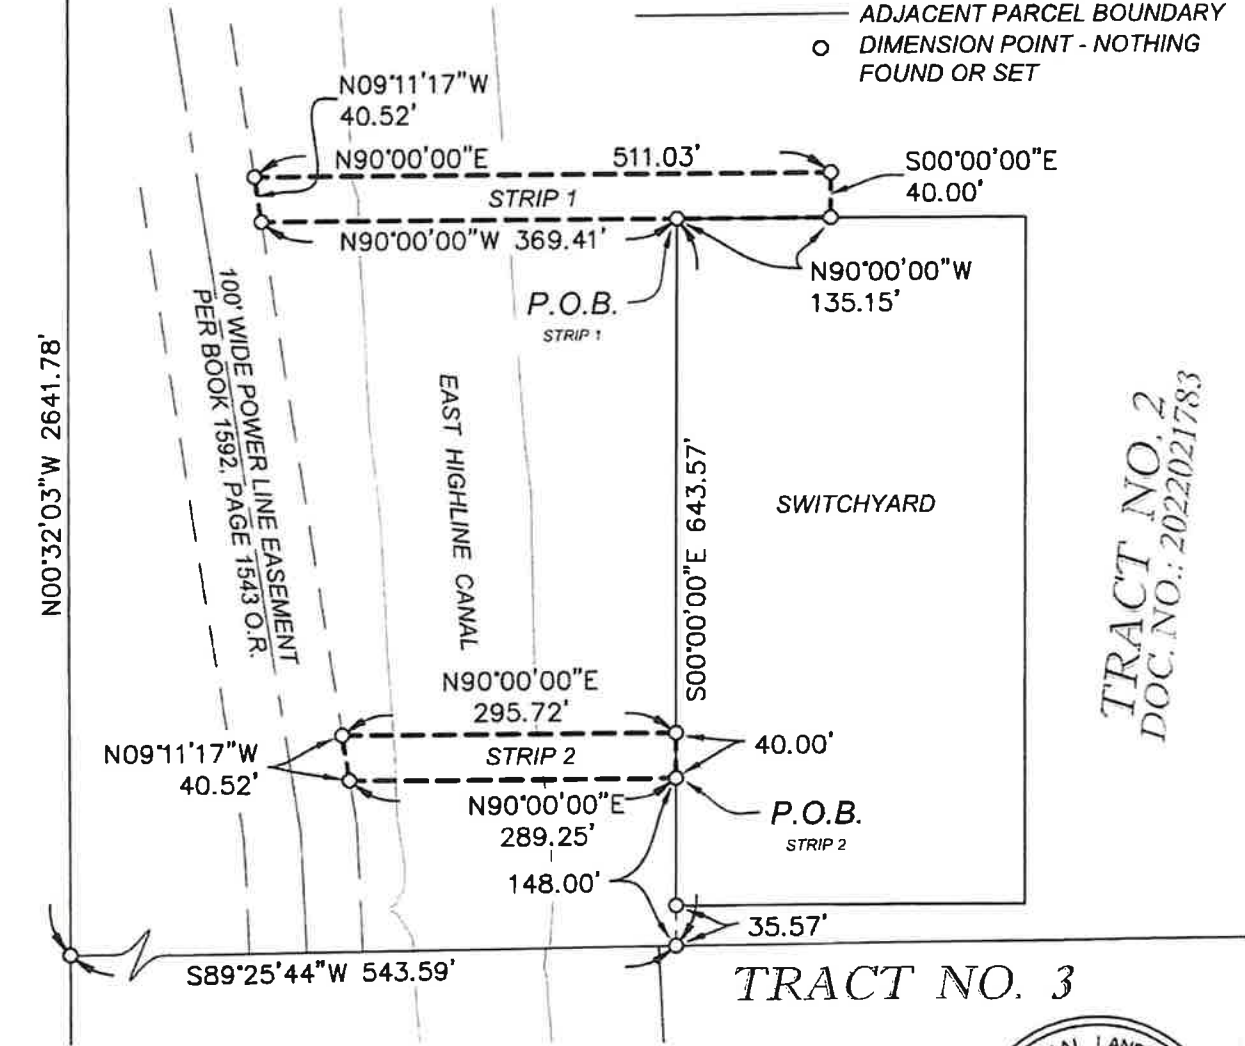 ADJACENT PARCEL BOUNDARY
DIMENSION POINT - NOTHING
FOUND OR SET
N09°11'17"W
40.52'
N90°00'00"E
511.03'
S00°00'00"E
40.00'
STRIP 1
N90°00'00"W 369.41'
N90°00'00"W
135.15'
P.O.B.
STRIP 1
100' WIDE POWER LINE EASEMENT
PER BOOK 1592, PAGE 1543 O.R.
N00°32'03"W 2641.78'
EAST HIGHLINE CANAL
S00°00'00"E 643.57'
SWITCHYARD
TRACT NO. 2
DOC. NO.: 2022021783
N90°00'00"E
295.72'
N09°11'17"W
40.52'
STRIP 2
40.00'
N90°00'00"E
289.25'
P.O.B.
STRIP 2
148.00'
35.57'
S89°25'44"W 543.59'
TRACT NO. 3
LAND